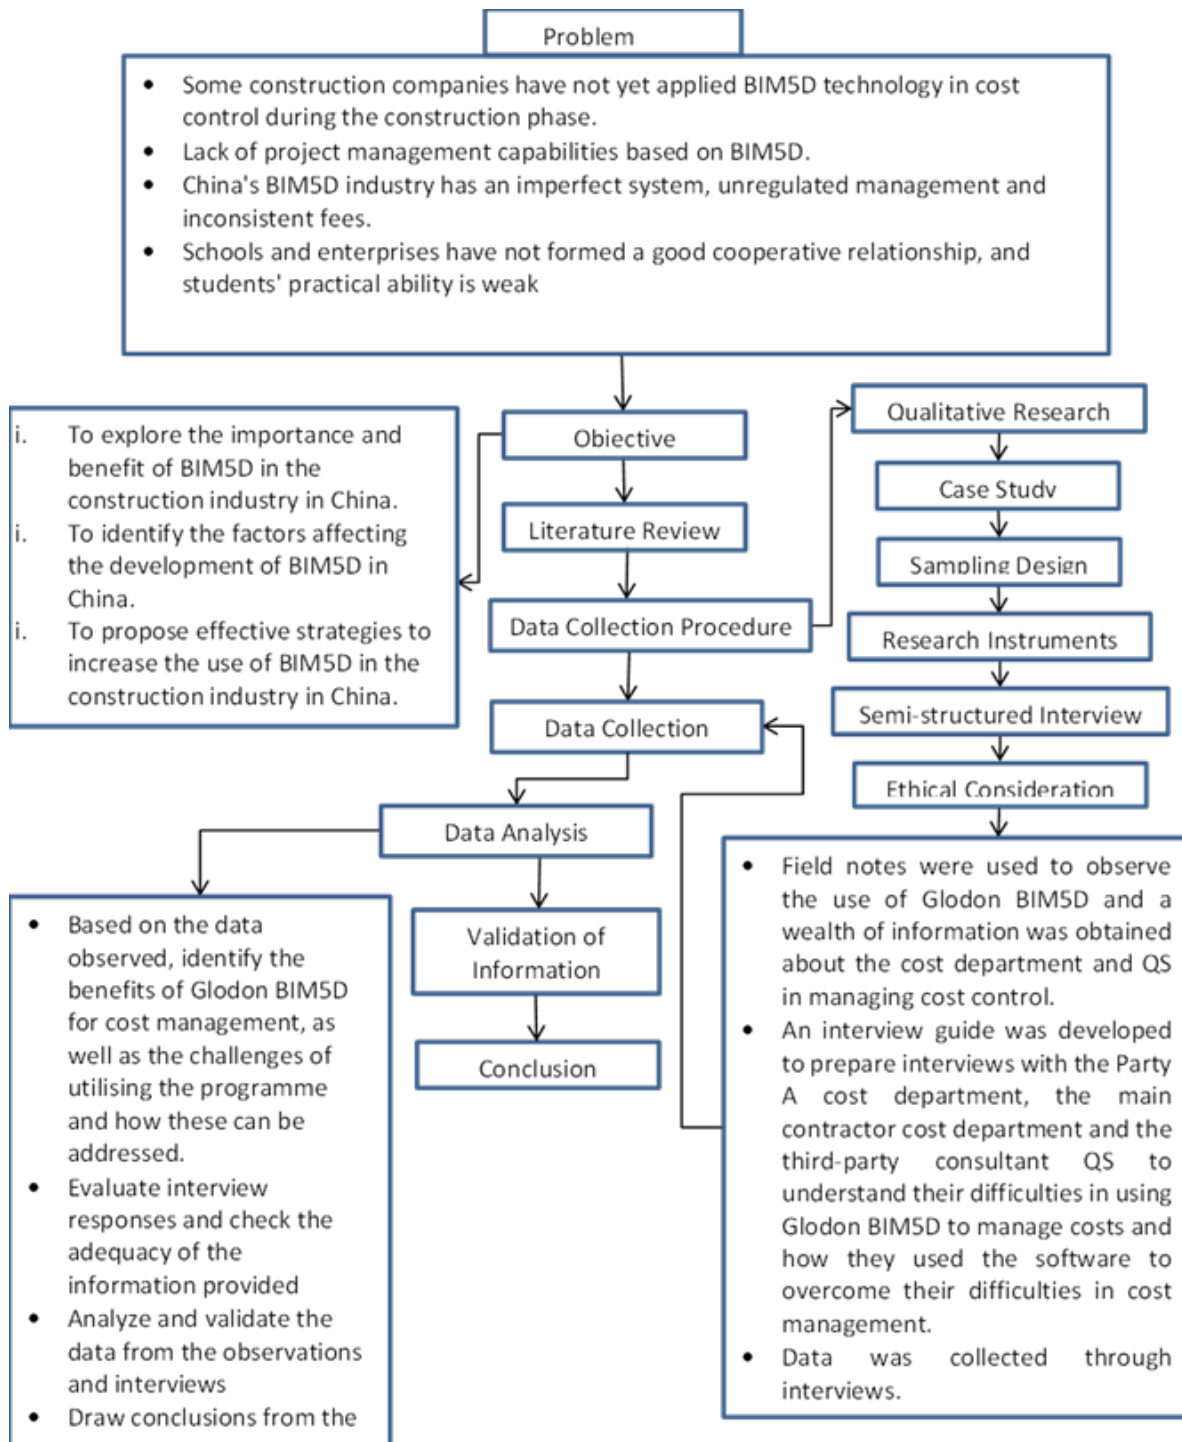 Problem
• Some construction companies have not yet applied BIM5D technology in cost
control during the construction phase.
• Lack of project management capabilities based on BIM5D.
• China's BIM5D industry has an imperfect system, unregulated management and
inconsistent fees.
• Schools and enterprises have not formed a good cooperative relationship, and
students' practical ability is weak
Objective
i. To explore the importance and
benefit of BIM5D in the
construction industry in China.
i. To identify the factors affecting
the development of BIM5D in
China.
i. To propose effective strategies to
increase the use of BIM5D in the
construction industry in China.
Literature Review
Data Collection Procedure
Qualitative Research
Case Study
Sampling Design
Research Instruments
Semi-structured Interview
Ethical Consideration
• Field notes were used to observe
the use of Glodon BIM5D and a
wealth of information was obtained
about the cost department and QS
in managing cost control.
• An interview guide was developed
to prepare interviews with the Party
A cost department, the main
contractor cost department and the
third-party consultant QS to
understand their difficulties in using
Glodon BIM5D to manage costs and
how they used the software to
overcome their difficulties in cost
management.
• Data was collected through
interviews.
Data Collection
Data Analysis
• Based on the data
observed, identify the
benefits of Glodon BIM5D
for cost management, as
well as the challenges of
utilising the programme
and how these can be
addressed.
• Evaluate interview
responses and check the
adequacy of the
information provided
• Analyze and validate the
data from the observations
and interviews
• Draw conclusions from the
Validation of
Information
Conclusion